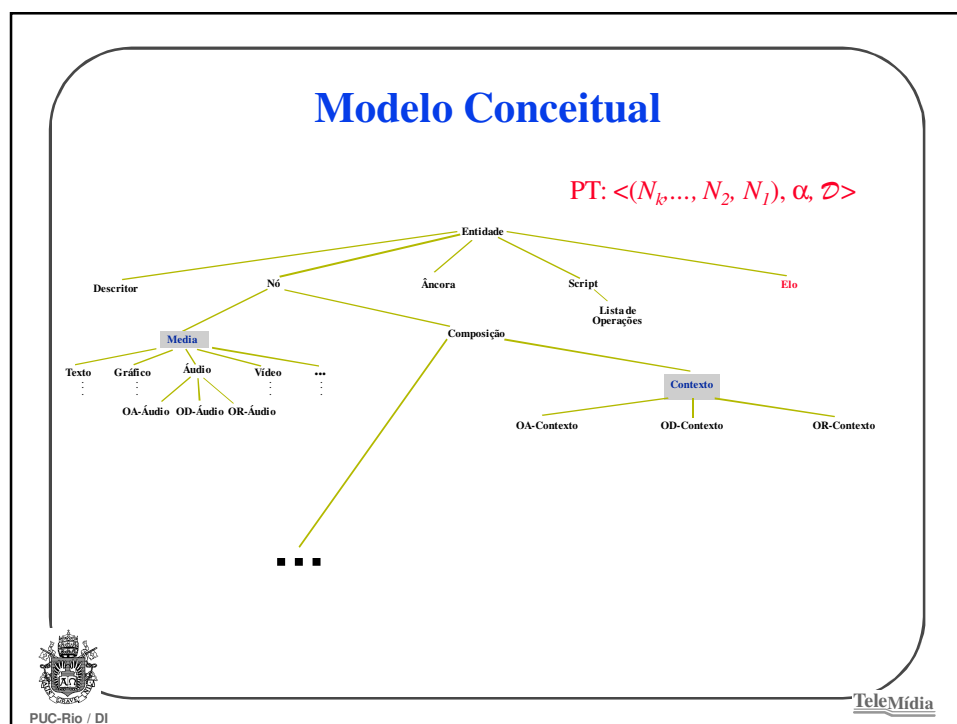 Modelo Conceitual
PT: <(N_k,..., N_2, N_1), α, 𝒟>
Entidade
Descritor
Nó
Âncora
Script
Elo
Lista de
Operações
Media
Composição
Texto
Gráfico
Áudio
Vídeo
...
Contexto
OA-Áudio
OD-Áudio
OR-Áudio
OA-Contexto
OD-Contexto
OR-Contexto
...
PUC-Rio / DI
TeleMídia